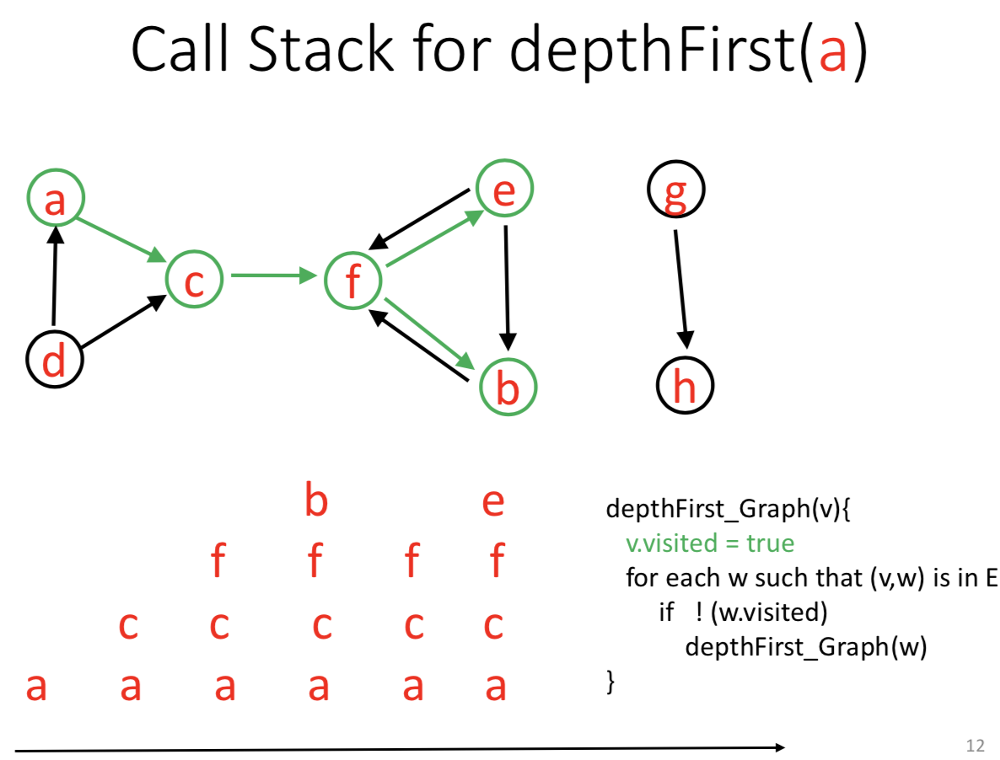 Call Stack for depthFirst(a)
a
e
g
c
f
d
b
h
b e
f f f f
c c c c c
a a a a a a
depthFirst_Graph(v){
v.visited = true
for each w such that (v,w) is in E
if ! (w.visited)
depthFirst_Graph(w)
}
12